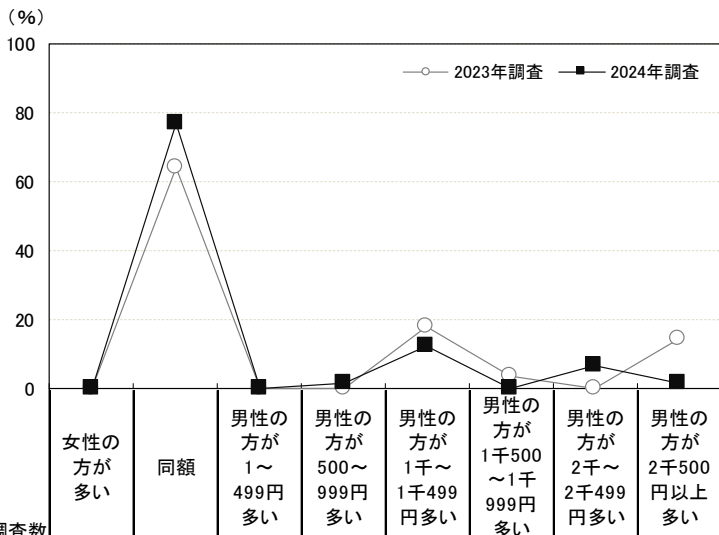 （％）
100
80
60
40
20
0
2023年調査
2024年調査
女性の
方が
多い
同額
男性の
方が
1～
499円
多い
男性の
方が
500～
999円
多い
男性の
方が
1千～
1千499
円多い
男性の
方が
1千500
～1千
999円
多い
男性の
方が
2千～
2千499
円多い
男性の
方が
2千500
円以上
多い
調査数